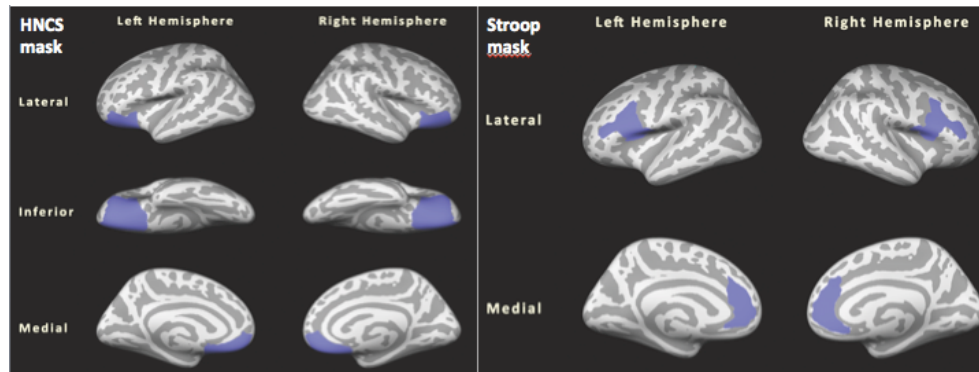 HNCS mask
Left Hemisphere
Right Hemisphere
Lateral
Inferior
Medial
Stroop mask
Left Hemisphere
Right Hemisphere
Lateral
Medial